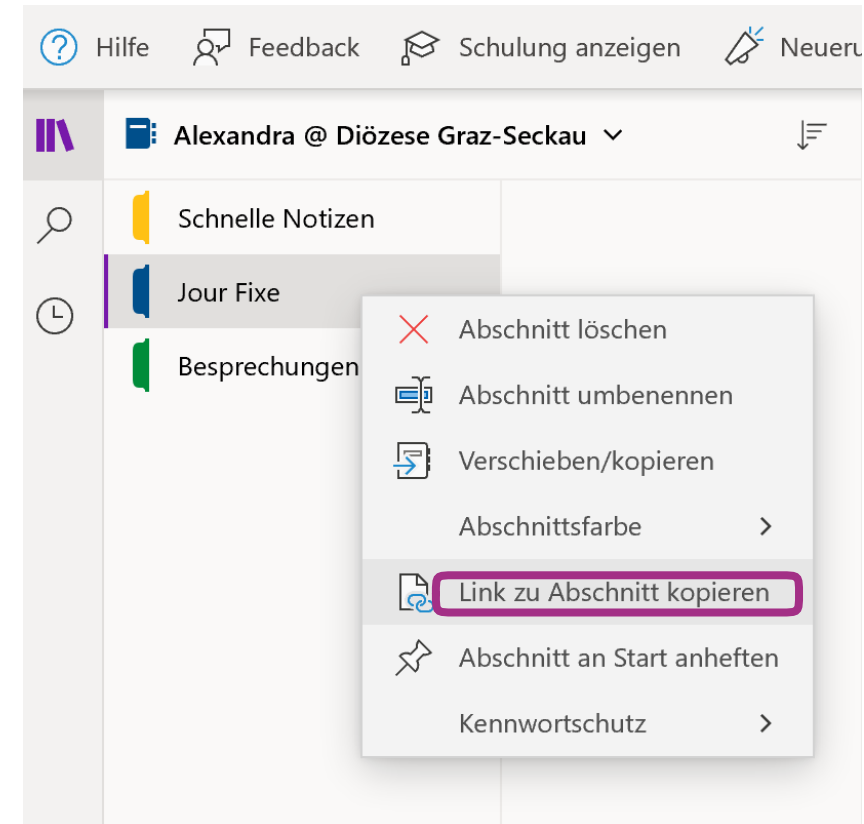 Hilfe Feedback Schulung anzeigen Neueru
Alexandra @ Diözese Graz-Seckau
Schnelle Notizen
Jour Fixe
Besprechungen
Abschnitt löschen
Abschnitt umbenennen
Verschieben/kopieren
Abschnittsfarbe
Link zu Abschnitt kopieren
Abschnitt an Start anheften
Kennwortschutz